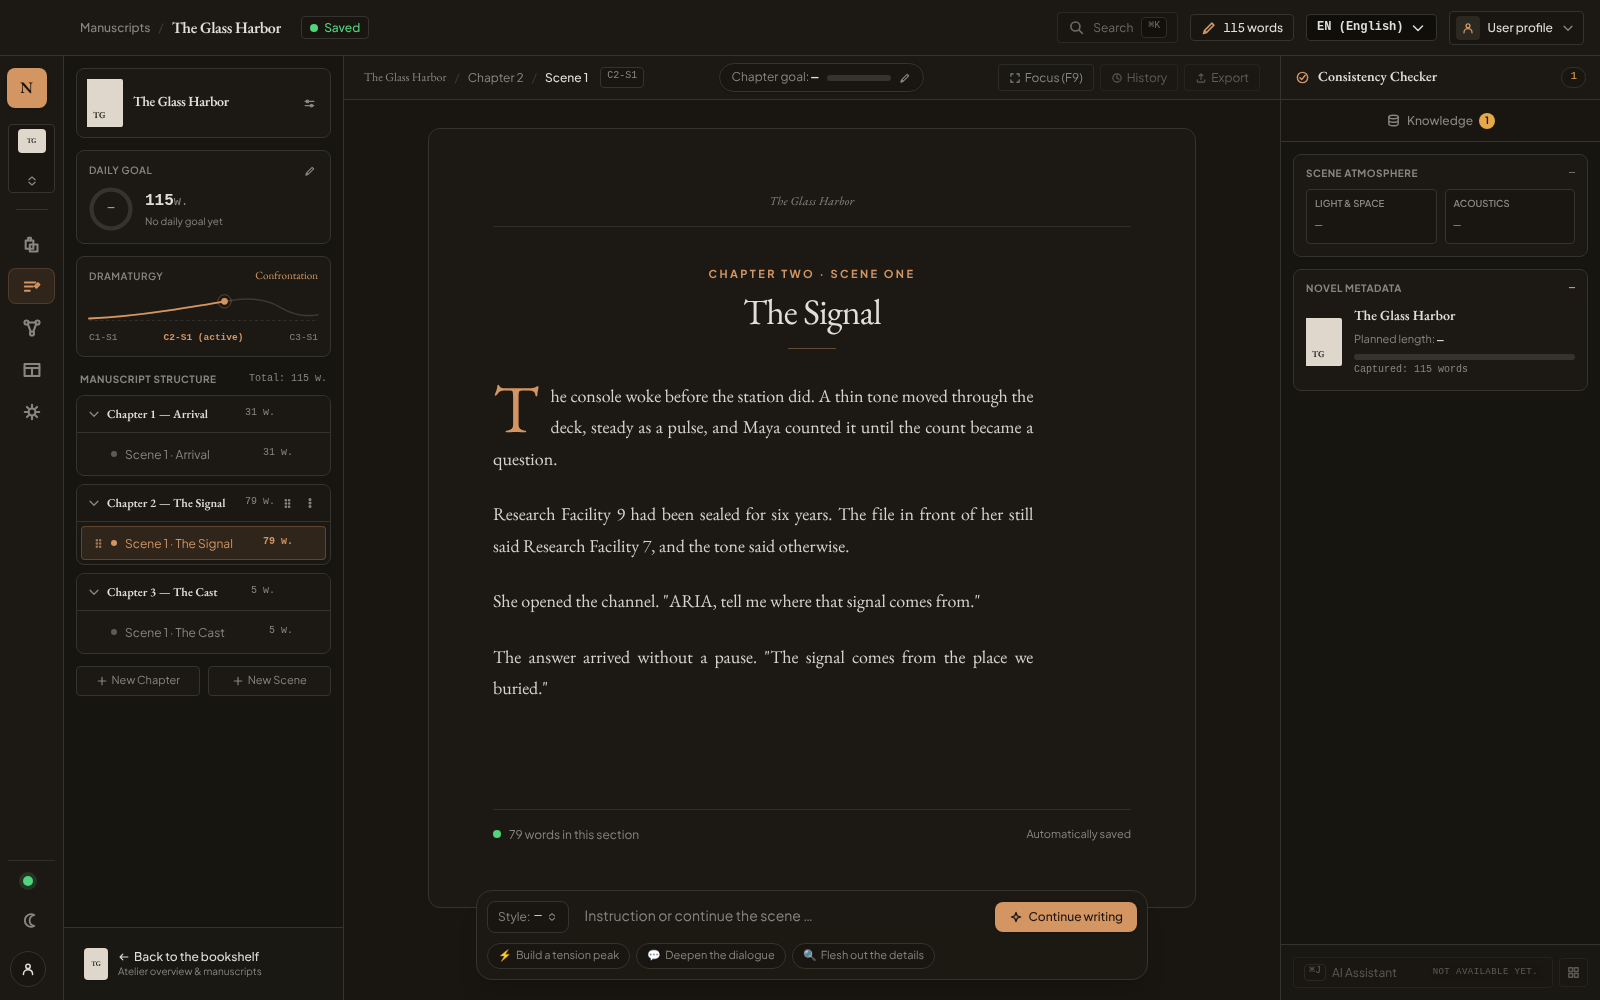 Manuscripts / The Glass Harbor
Saved
Search ⌘K
115 words
EN (English)
User profile
N
TG
TG
The Glass Harbor
DAILY GOAL
–
115w.
No daily goal yet
DRAMATURGY
Confrontation
C1-S1
C2-S1 (active)
C3-S1
MANUSCRIPT STRUCTURE
Total: 115 w.
Chapter 1 — Arrival
31 w.
Scene 1 · Arrival
31 w.
Chapter 2 — The Signal
79 w.
Scene 1 · The Signal
79 w.
Chapter 3 — The Cast
5 w.
Scene 1 · The Cast
5 w.
+ New Chapter
+ New Scene
TG
← Back to the bookshelf
Atelier overview & manuscripts
The Glass Harbor / Chapter 2 / Scene 1
C2-S1
Chapter goal: –
Focus (F9)
History
Export
The Glass Harbor
CHAPTER TWO · SCENE ONE
The Signal
The console woke before the station did. A thin tone moved through the
deck, steady as a pulse, and Maya counted it until the count became a
question.
Research Facility 9 had been sealed for six years. The file in front of her still
said Research Facility 7, and the tone said otherwise.
She opened the channel. "ARIA, tell me where that signal comes from."
The answer arrived without a pause. "The signal comes from the place we
buried."
79 words in this section
Automatically saved
Style: –
Instruction or continue the scene …
Continue writing
⚡ Build a tension peak
💬 Deepen the dialogue
🔍 Flesh out the details
Consistency Checker
1
Knowledge 1
SCENE ATMOSPHERE
–
LIGHT & SPACE
–
ACOUSTICS
–
NOVEL METADATA
–
TG
The Glass Harbor
Planned length: –
Captured: 115 words
⌘J AI Assistant
NOT AVAILABLE YET.